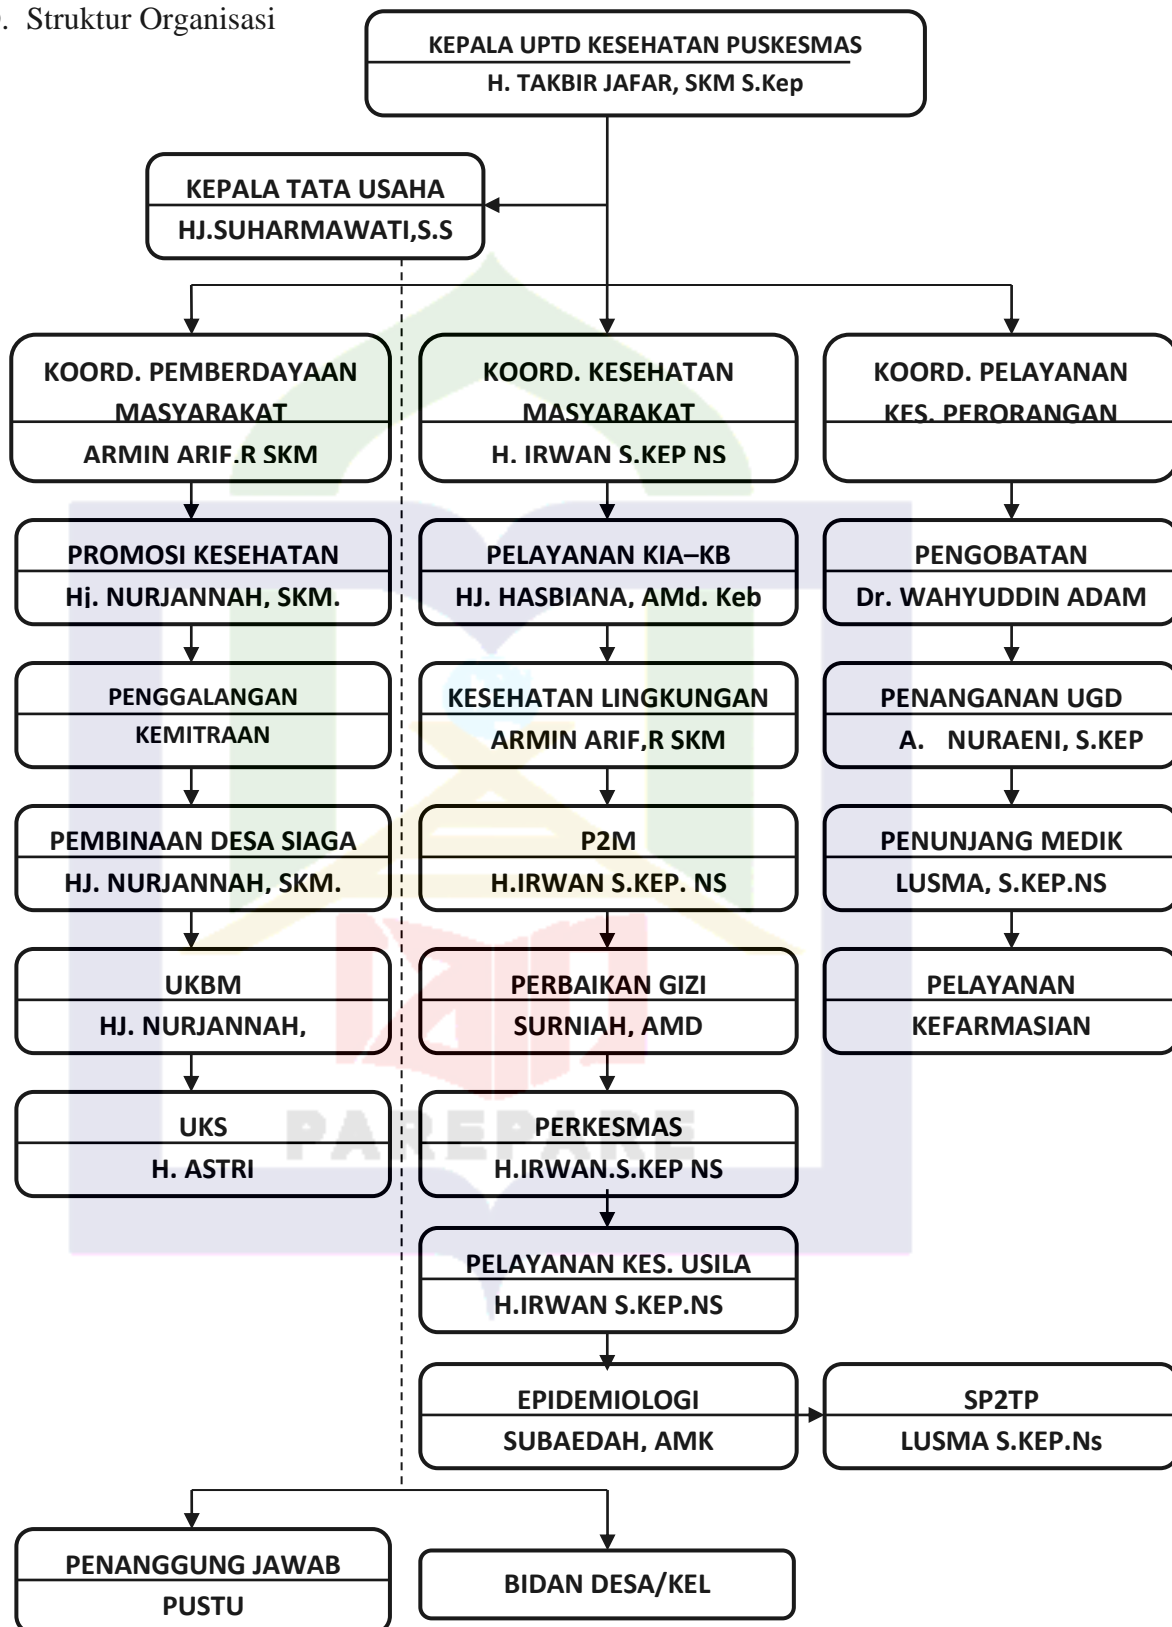 . Struktur Organisasi
KEPALA UPTD KESEHATAN PUSKESMAS
H. TAKBIR JAFAR, SKM S.Kep
KEPALA TATA USAHA
HJ.SUHARMAWATI,S.S
KOORD. PEMBERDAYAAN
MASYARAKAT
ARMIN ARIF.R SKM
KOORD. KESEHATAN
MASYARAKAT
H. IRWAN S.KEP NS
KOORD. PELAYANAN
KES. PERORANGAN
PROMOSI KESEHATAN
Hj. NURJANNAH, SKM.
PELAYANAN KIA–KB
HJ. HASBIANA, AMd. Keb
PENGOBATAN
Dr. WAHYUDDIN ADAM
PENGGALANGAN
KEMITRAAN
KESEHATAN LINGKUNGAN
ARMIN ARIF,R SKM
PENANGANAN UGD
A. NURAENI, S.KEP
PEMBINAAN DESA SIAGA
HJ. NURJANNAH, SKM.
P2M
H.IRWAN S.KEP. NS
PENUNJANG MEDIK
LUSMA, S.KEP.NS
UKBM
HJ. NURJANNAH,
PERBAIKAN GIZI
SURNIAH, AMD
PELAYANAN
KEFARMASIAN
UKS
H. ASTRI
PERKESMAS
H.IRWAN.S.KEP NS
PAREPARE
PELAYANAN KES. USILA
H.IRWAN S.KEP.NS
EPIDEMIOLOGI
SUBAEDAH, AMK
SP2TP
LUSMA S.KEP.Ns
PENANGGUNG JAWAB
PUSTU
BIDAN DESA/KEL